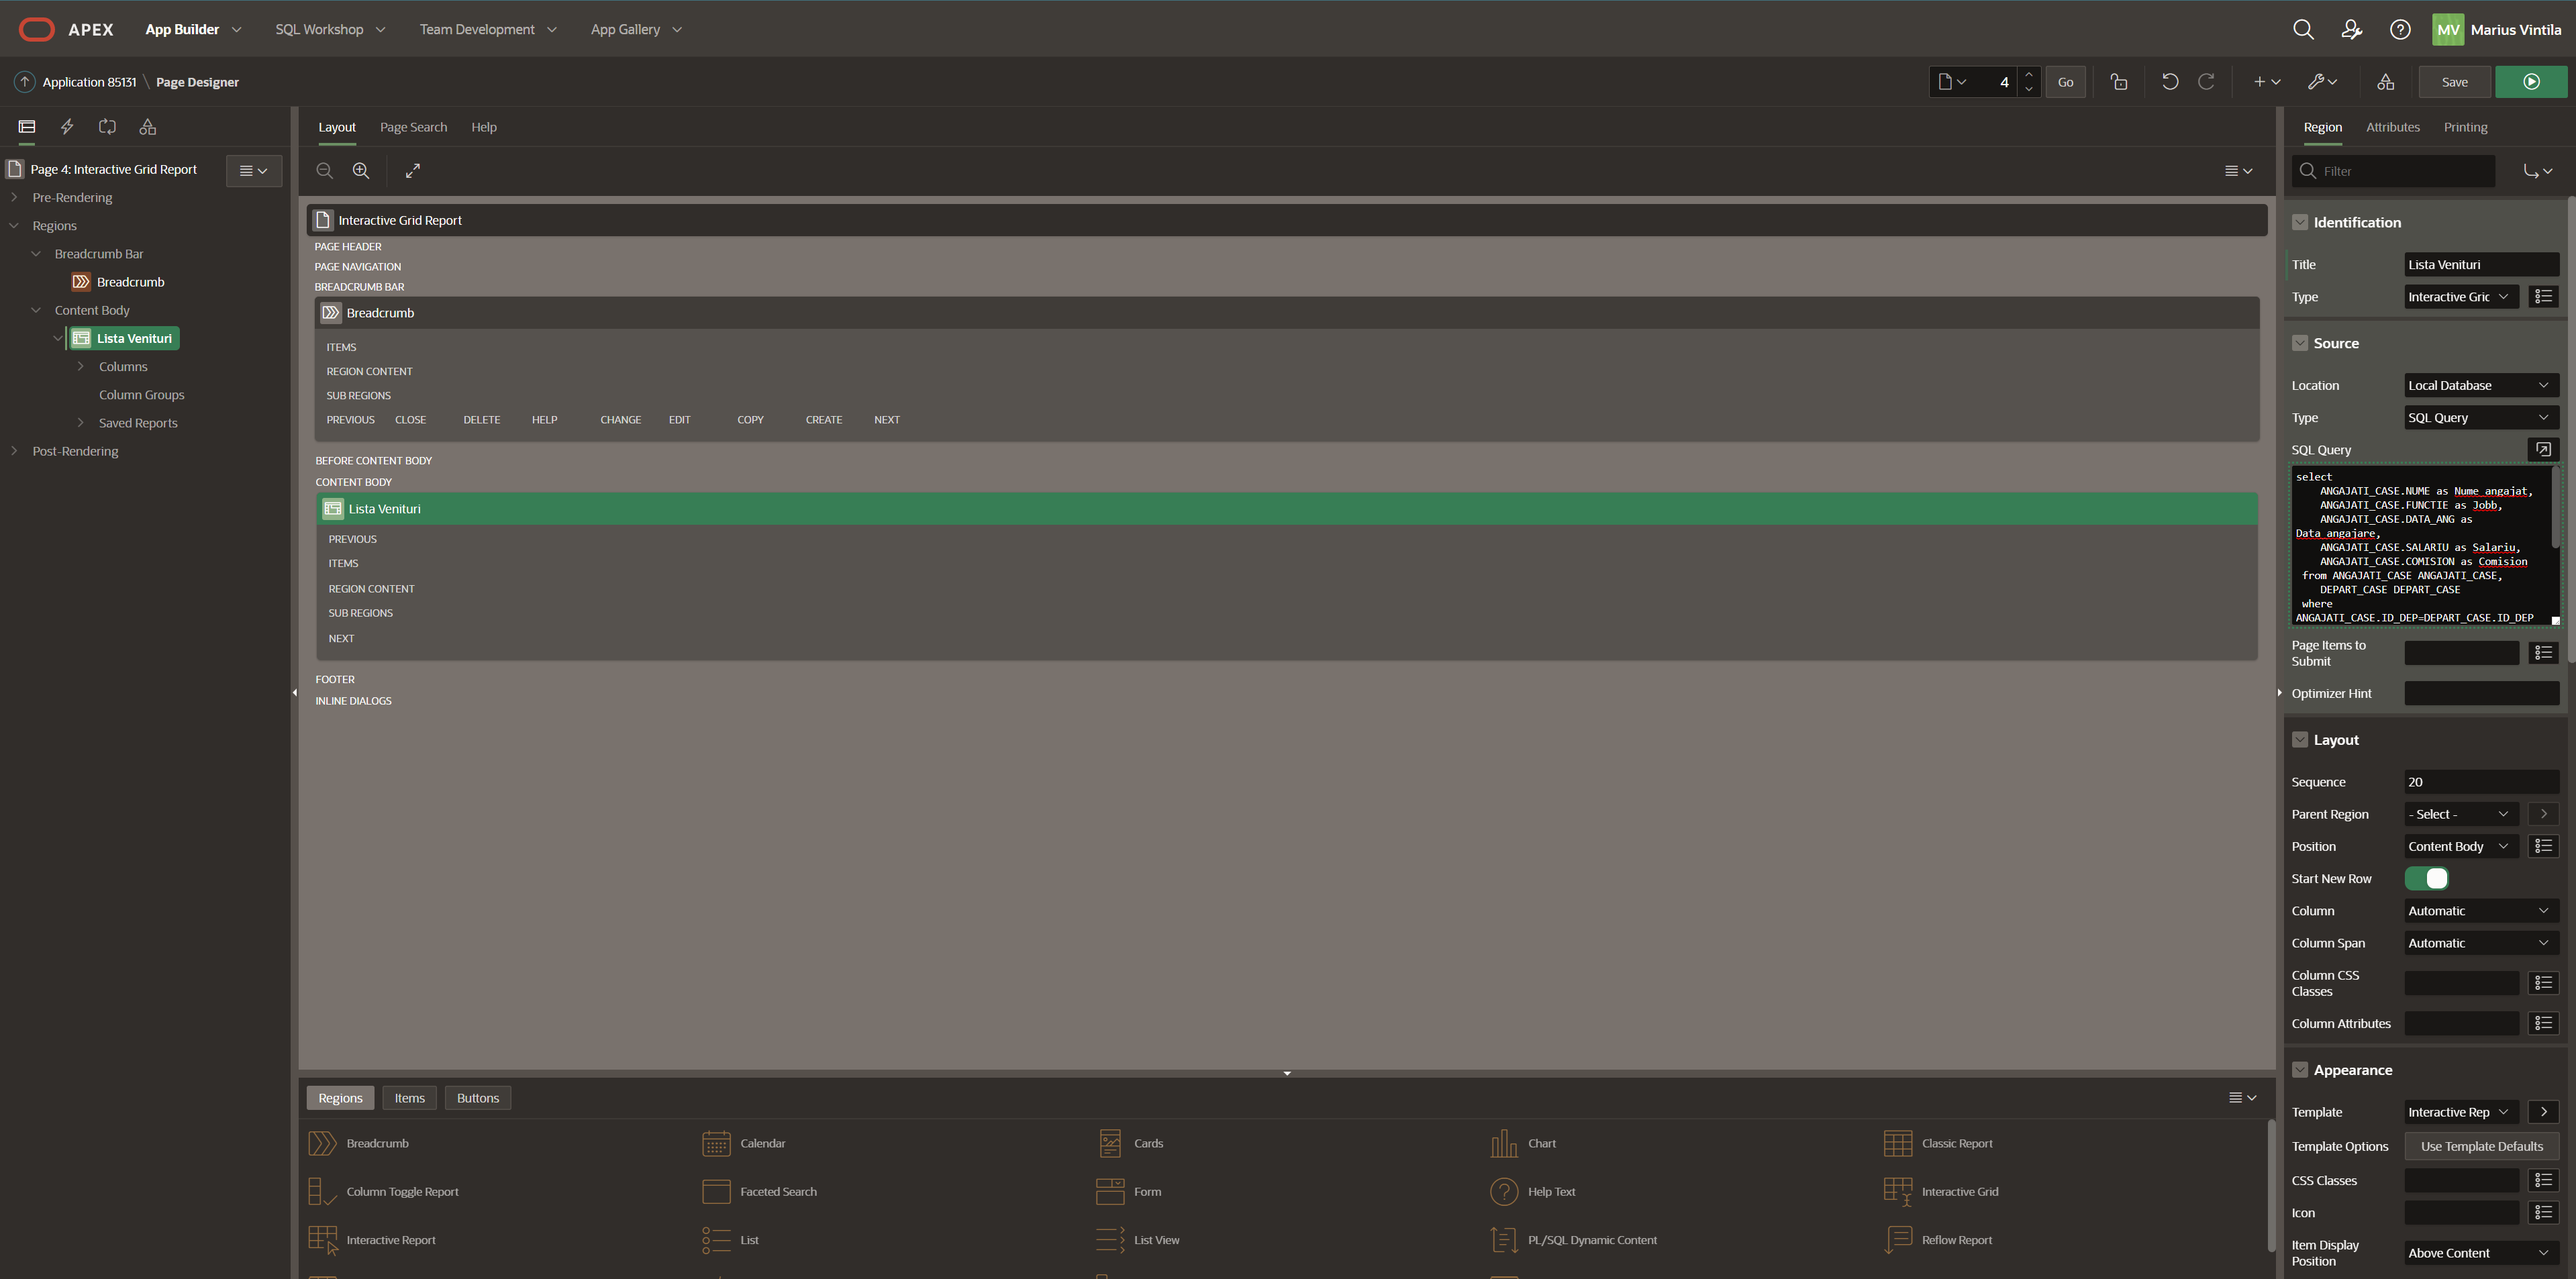 APEX App Builder SQL Workshop Team Development App Gallery MV Marius Vintila
Application 85131 \ Page Designer 4 Go Save
Page 4: Interactive Grid Report
Pre-Rendering
Regions
Breadcrumb Bar
Breadcrumb
Content Body
Lista Venituri
Columns
Column Groups
Saved Reports
Post-Rendering
Layout Page Search Help
Interactive Grid Report
PAGE HEADER
PAGE NAVIGATION
BREADCRUMB BAR
Breadcrumb
ITEMS
REGION CONTENT
SUB REGIONS
PREVIOUS CLOSE DELETE HELP CHANGE EDIT COPY CREATE NEXT
BEFORE CONTENT BODY
CONTENT BODY
Lista Venituri
PREVIOUS
ITEMS
REGION CONTENT
SUB REGIONS
NEXT
FOOTER
INLINE DIALOGS
Regions Items Buttons
Breadcrumb Calendar Cards Chart Classic Report
Column Toggle Report Faceted Search Form Help Text Interactive Grid
Interactive Report List List View PL/SQL Dynamic Content Reflow Report
Region Attributes Printing
Filter
Identification
Title Lista Venituri
Type Interactive Gric
Source
Location Local Database
Type SQL Query
SQL Query
select
ANGAJATI_CASE.NUME as Nume_angajat,
ANGAJATI_CASE.FUNCTIE as Jobb,
ANGAJATI_CASE.DATA_ANG as
Data_angajare,
ANGAJATI_CASE.SALARIU as Salariu,
ANGAJATI_CASE.COMISION as Comision
from ANGAJATI_CASE ANGAJATI_CASE,
DEPART_CASE DEPART_CASE
where
ANGAJATI_CASE.ID_DEP=DEPART_CASE.ID_DEP
Page Items to
Submit
Optimizer Hint
Layout
Sequence 20
Parent Region - Select -
Position Content Body
Start New Row
Column Automatic
Column Span Automatic
Column CSS
Classes
Column Attributes
Appearance
Template Interactive Rep
Template Options Use Template Defaults
CSS Classes
Icon
Item Display
Position Above Content